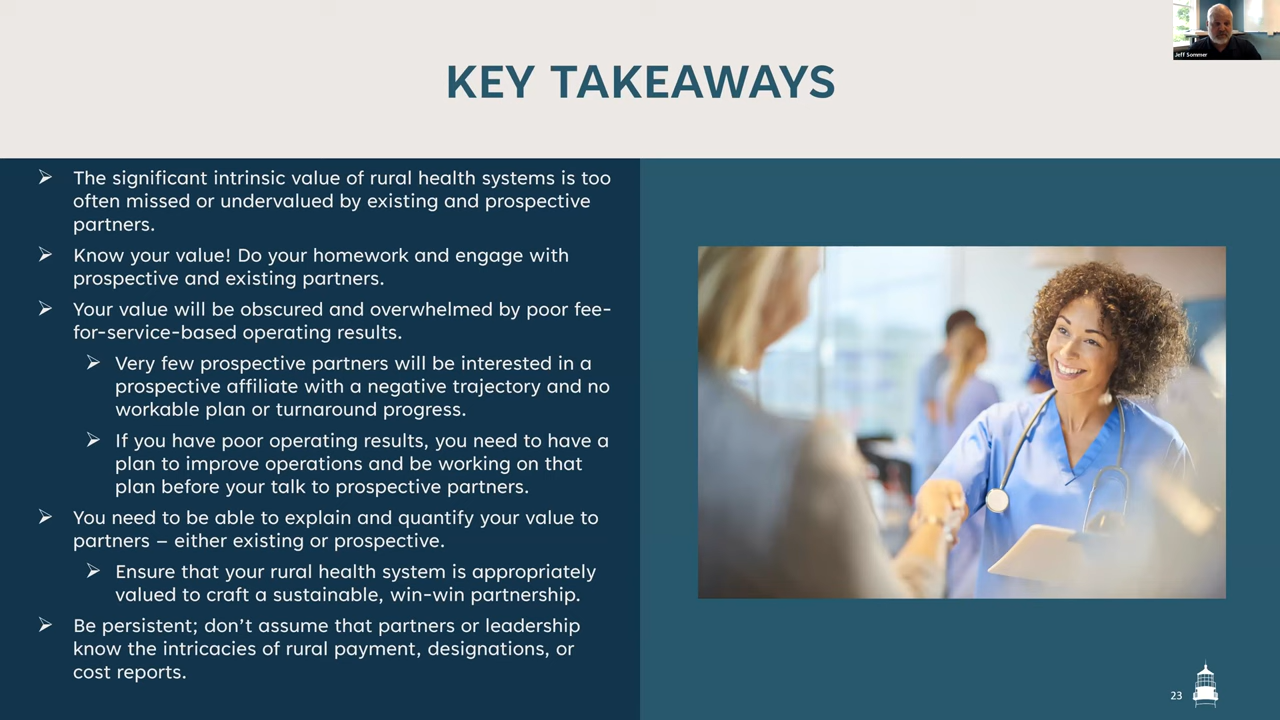 Jeff Sommer
KEY TAKEAWAYS
The significant intrinsic value of rural health systems is too
often missed or undervalued by existing and prospective
partners.
Know your value! Do your homework and engage with
prospective and existing partners.
Your value will be obscured and overwhelmed by poor fee-
for-service-based operating results.
Very few prospective partners will be interested in a
prospective affiliate with a negative trajectory and no
workable plan or turnaround progress.
If you have poor operating results, you need to have a
plan to improve operations and be working on that
plan before your talk to prospective partners.
You need to be able to explain and quantify your value to
partners – either existing or prospective.
Ensure that your rural health system is appropriately
valued to craft a sustainable, win-win partnership.
Be persistent; don’t assume that partners or leadership
know the intricacies of rural payment, designations, or
cost reports.
23